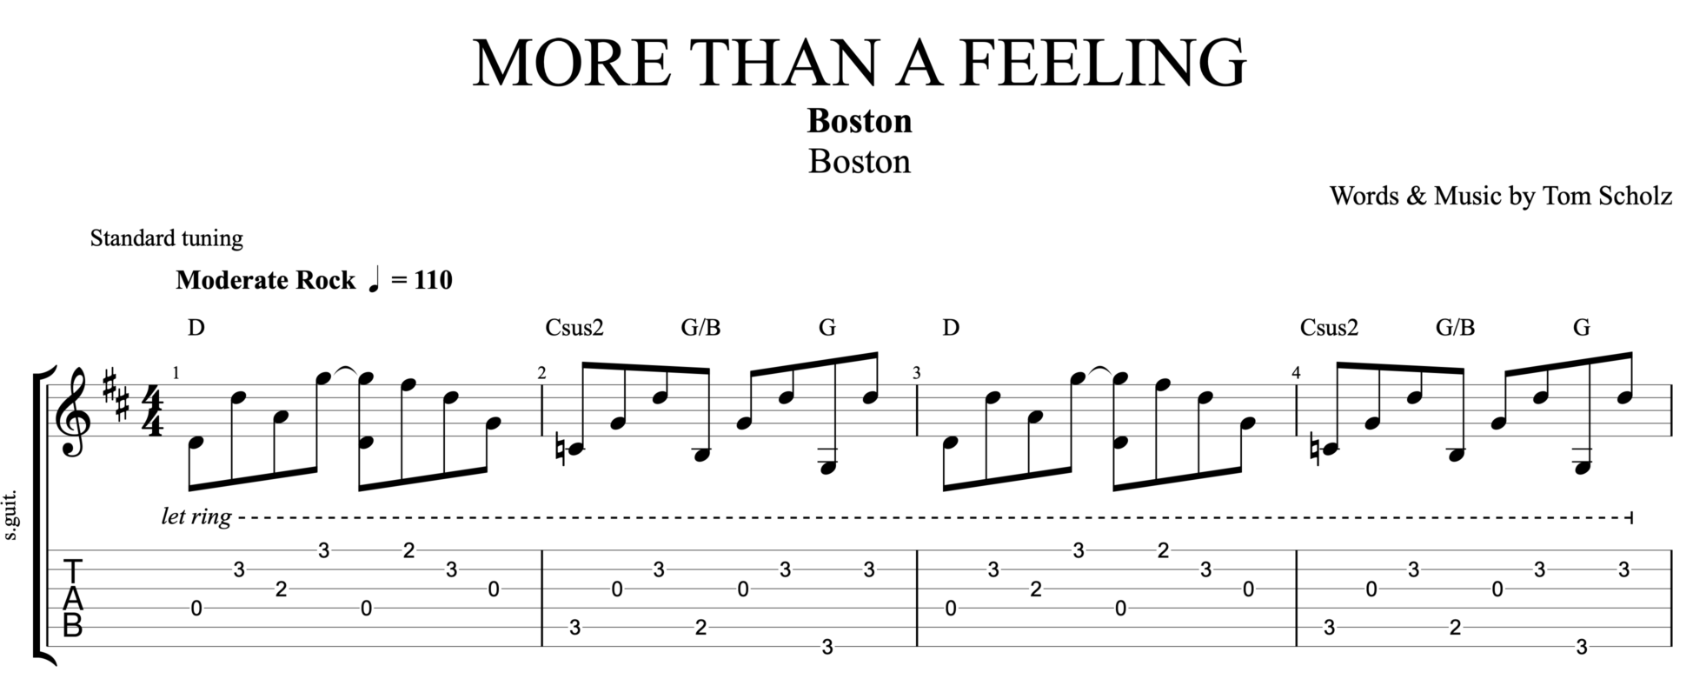 MORE THAN A FEELING
Boston
Boston
Words & Music by Tom Scholz
Standard tuning
Moderate Rock ♩ = 110
D Csus2 G/B G D Csus2 G/B G
1 2 3 4
4
4
s.guit.
let ring
3 2 3 2
T 3 3 3 3 3 3 3 3 3 3
A 2 0 0 0 2 0 0 0
0 0 0 0
B 3 2 3 2
3 3